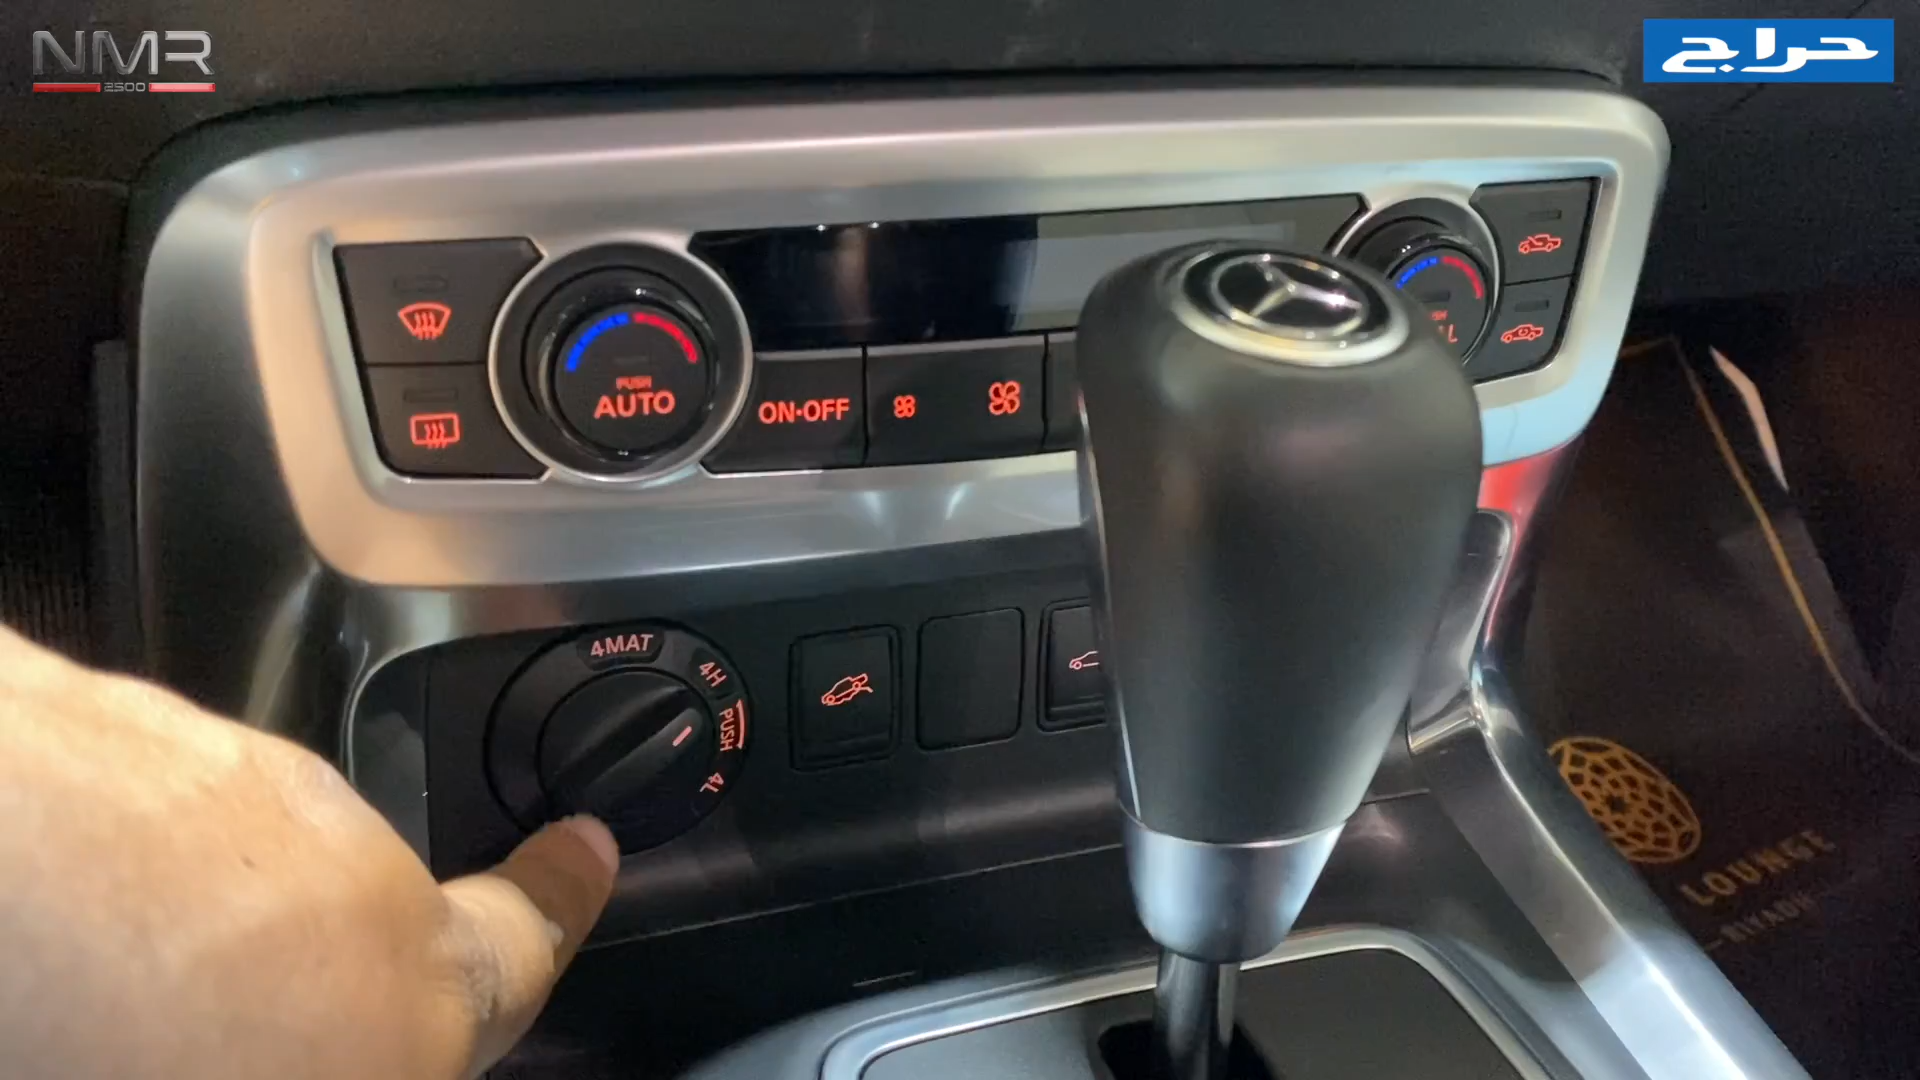 NMR
2500
حراج
PUSH
AUTO
ON•OFF
4MAT
4H
PUSH
4L
LOUNGE
RIYADH